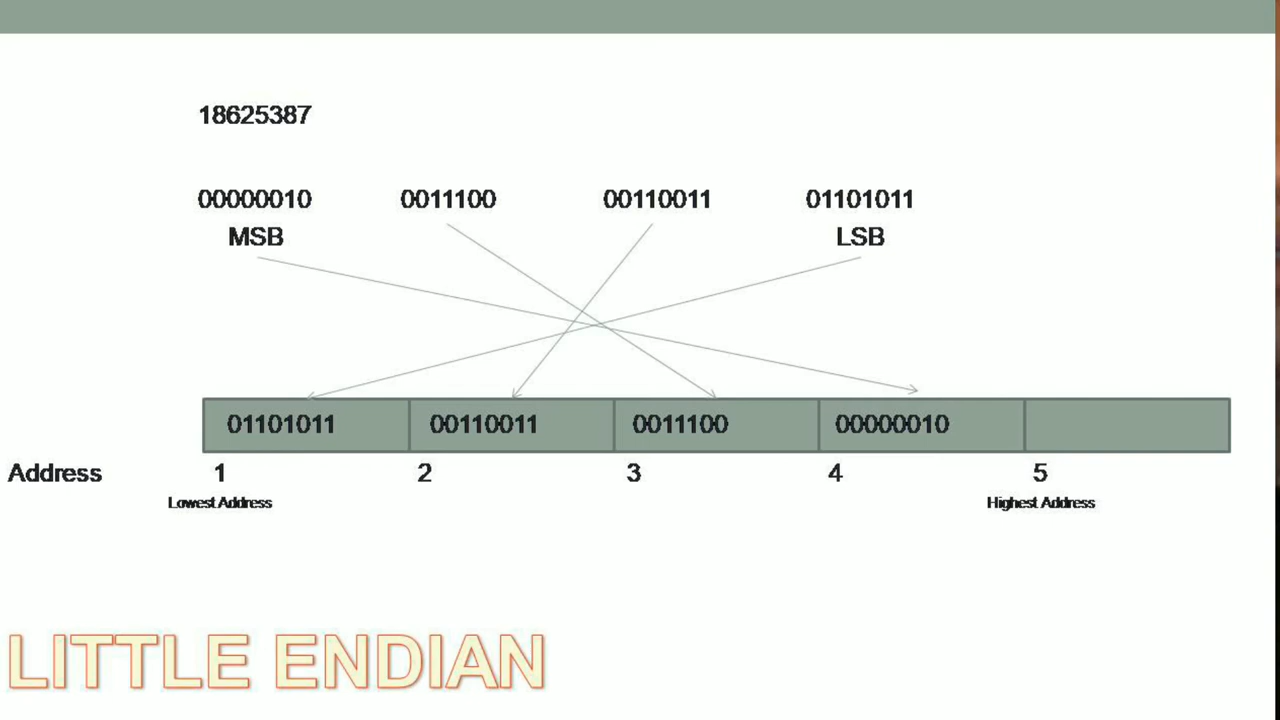 18625387
00000010 0011100 00110011 01101011
MSB LSB
01101011 00110011 0011100 00000010
Address 1 2 3 4 5
Lowest Address Highest Address
LITTLE ENDIAN